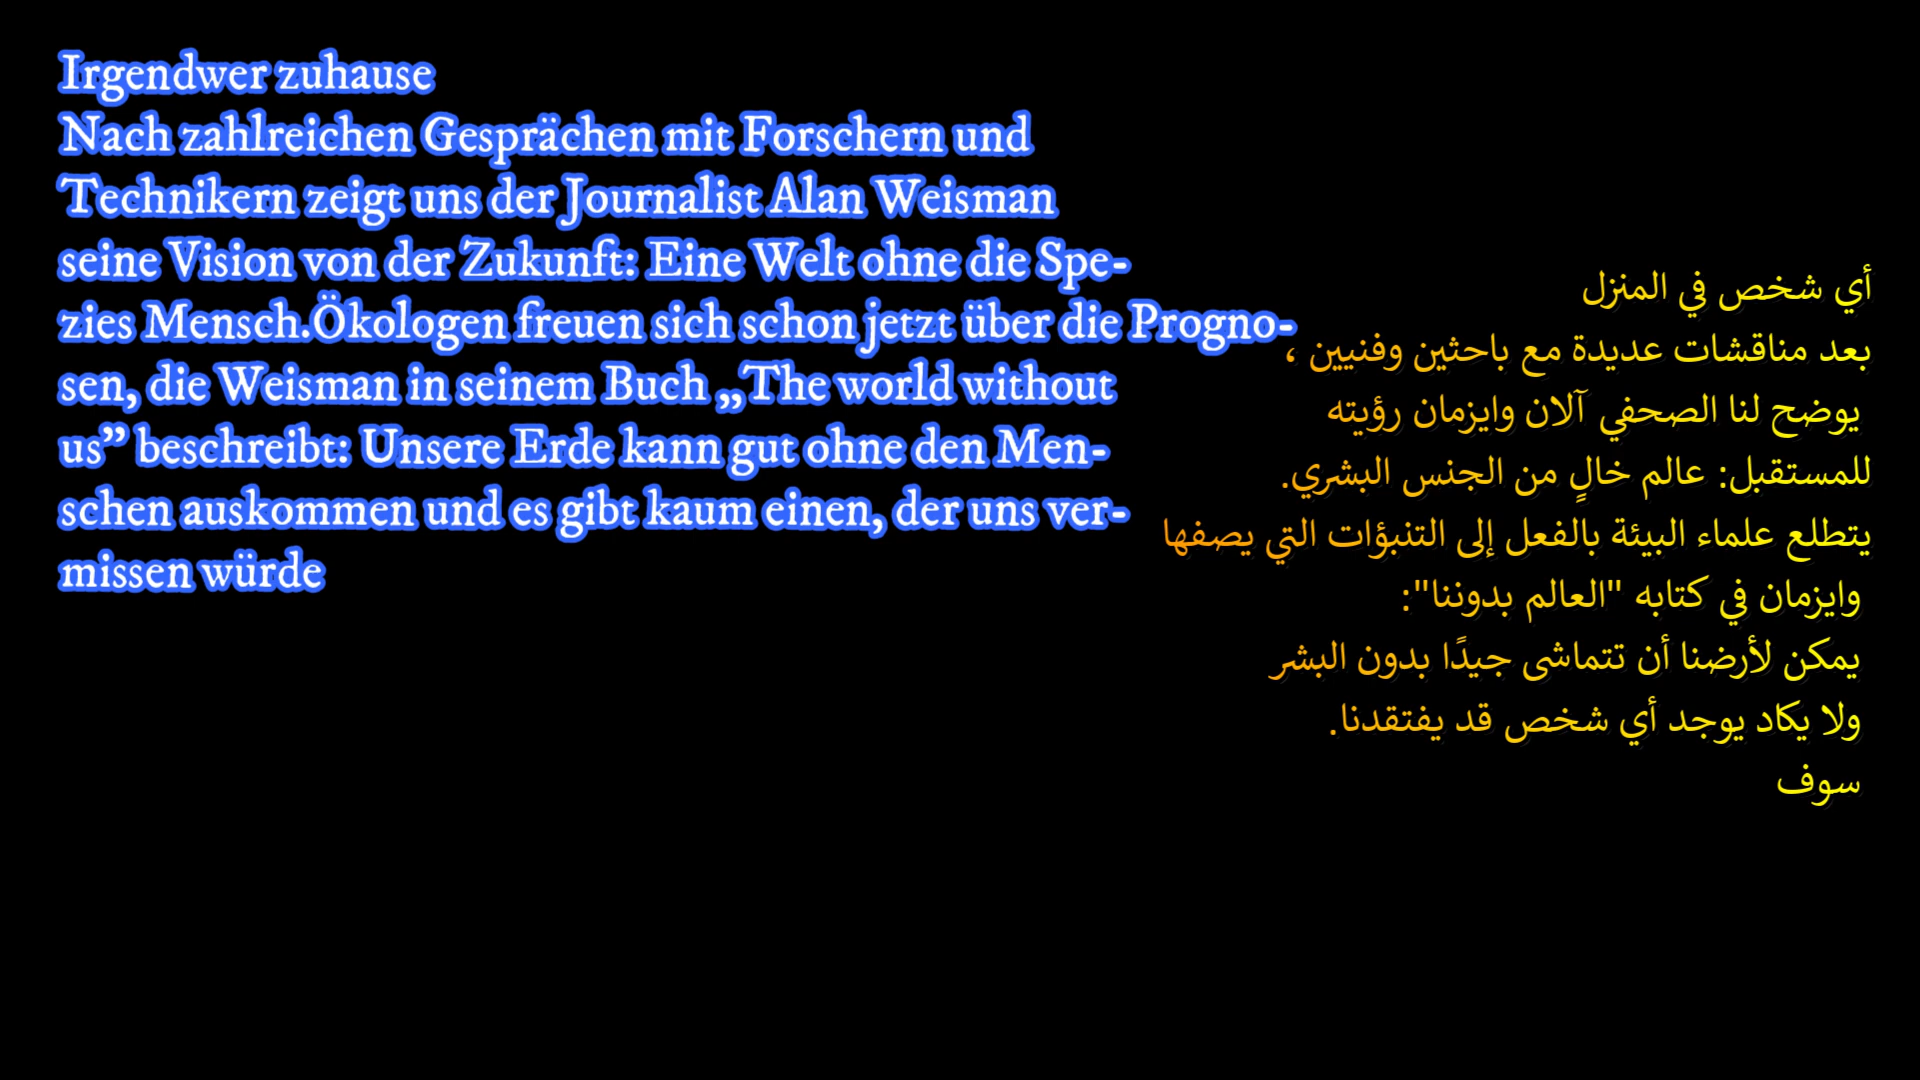 Irgendwer zuhause
Nach zahlreichen Gesprächen mit Forschern und
Technikern zeigt uns der Journalist Alan Weisman
seine Vision von der Zukunft: Eine Welt ohne die Spe-
zies Mensch.Ökologen freuen sich schon jetzt über die Progno-
sen, die Weisman in seinem Buch „The world without
us” beschreibt: Unsere Erde kann gut ohne den Men-
schen auskommen und es gibt kaum einen, der uns ver-
missen würde
أي شخص في المنزل
بعد مناقشات عديدة مع باحثين وفنيين ،
يوضح لنا الصحفي آلان وايزمان رؤيته
للمستقبل: عالم خالٍ من الجنس البشري.
يتطلع علماء البيئة بالفعل إلى التنبؤات التي يصفها
وايزمان في كتابه "العالم بدوننا":
يمكن لأرضنا أن تتماشى جيدًا بدون البشر
ولا يكاد يوجد أي شخص قد يفتقدنا.
سوف